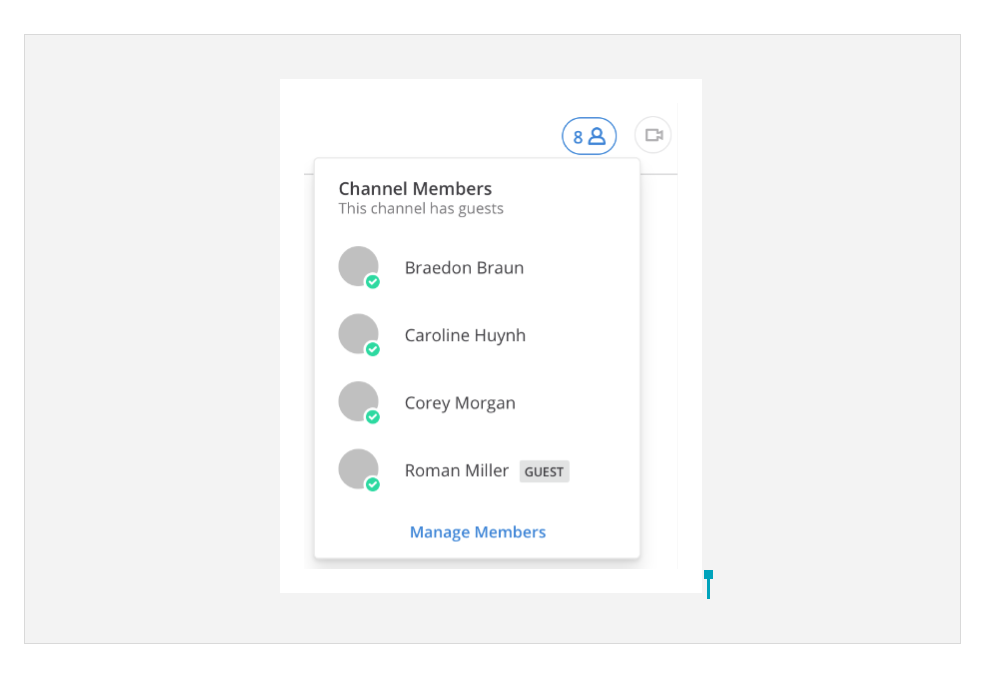 8
Channel Members
This channel has guests
Braedon Braun
Caroline Huynh
Corey Morgan
Roman Miller GUEST
Manage Members